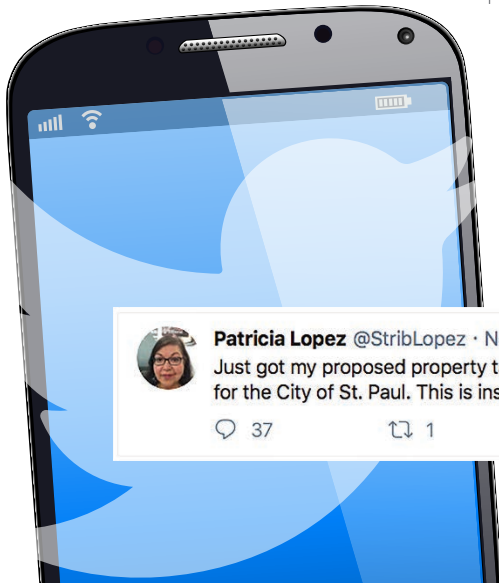 Patricia Lopez @StribLopez · N
Just got my proposed property t
for the City of St. Paul. This is ins
37 1